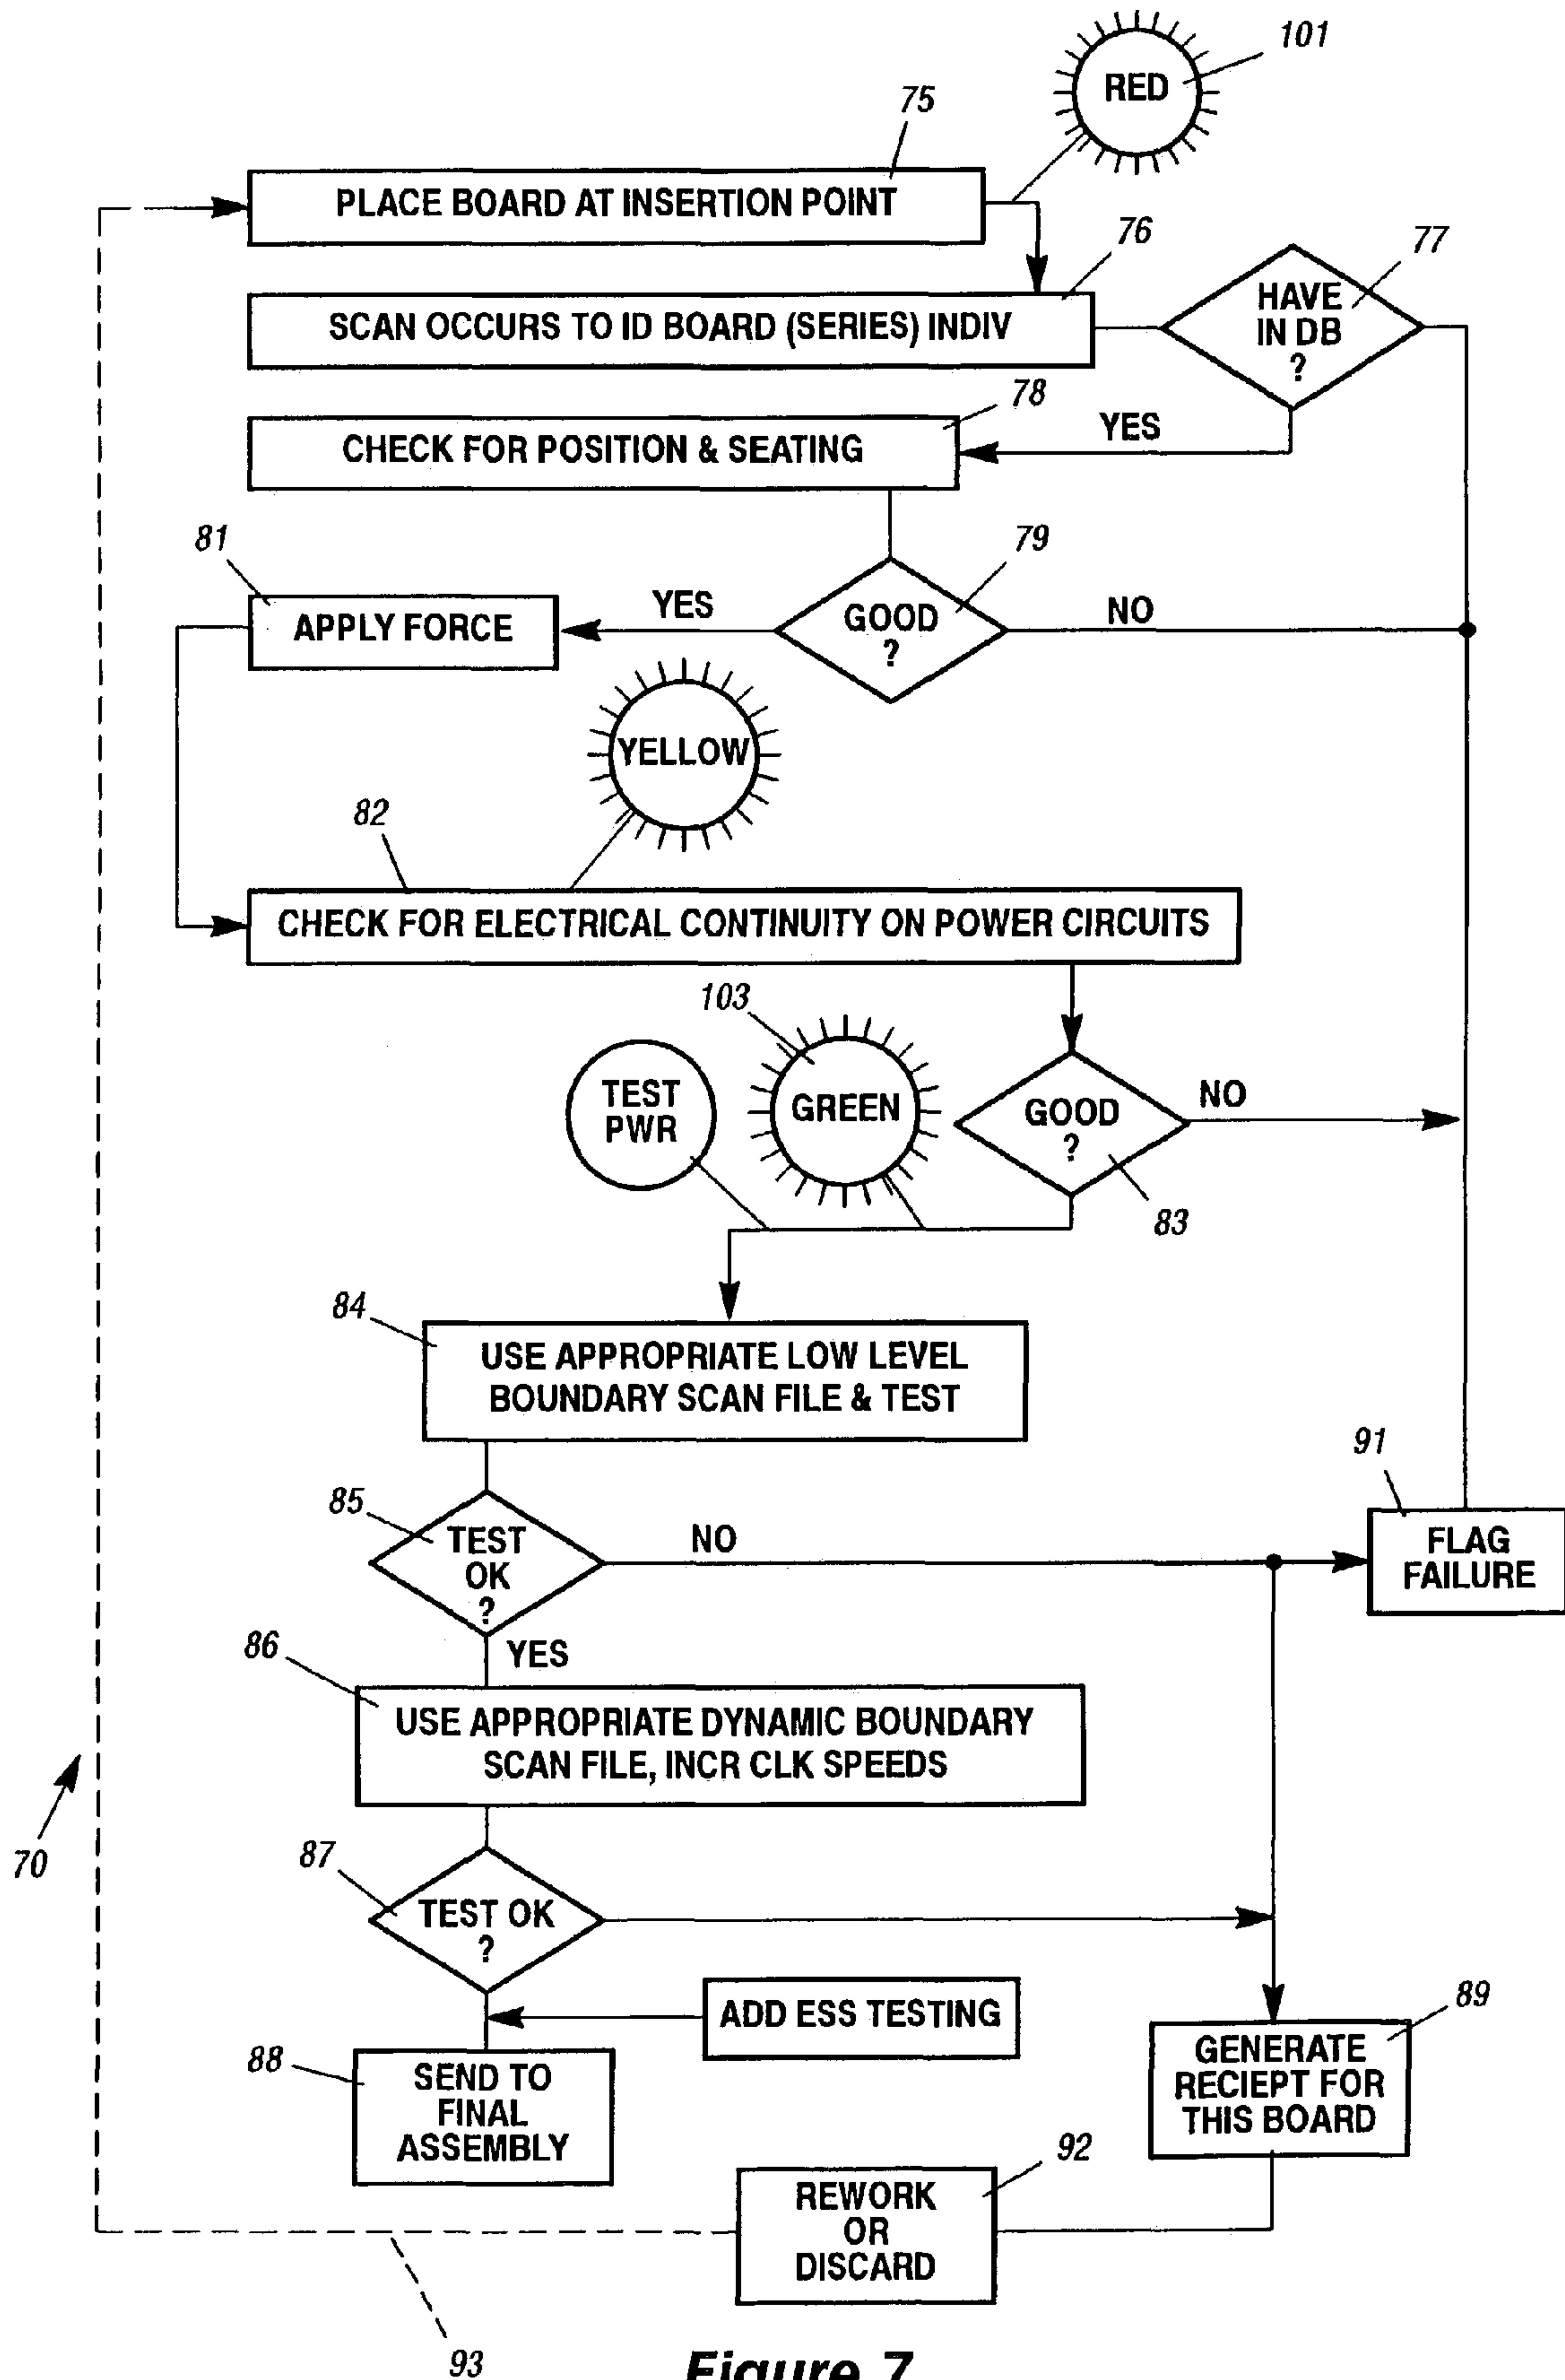 RED
101
75
PLACE BOARD AT INSERTION POINT
76
77
SCAN OCCURS TO ID BOARD (SERIES) INDIV
HAVE
IN DB
?
78
YES
CHECK FOR POSITION & SEATING
81
79
APPLY FORCE
YES
GOOD
?
NO
YELLOW
82
CHECK FOR ELECTRICAL CONTINUITY ON POWER CIRCUITS
103
TEST
PWR
GREEN
GOOD
?
NO
83
84
USE APPROPRIATE LOW LEVEL
BOUNDARY SCAN FILE & TEST
91
85
TEST
OK
?
NO
FLAG
FAILURE
YES
86
USE APPROPRIATE DYNAMIC BOUNDARY
SCAN FILE, INCR CLK SPEEDS
70
87
TEST OK
?
ADD ESS TESTING
89
88
SEND TO
FINAL
ASSEMBLY
GENERATE
RECIEPT FOR
THIS BOARD
92
REWORK
OR
DISCARD
93
Figure 7